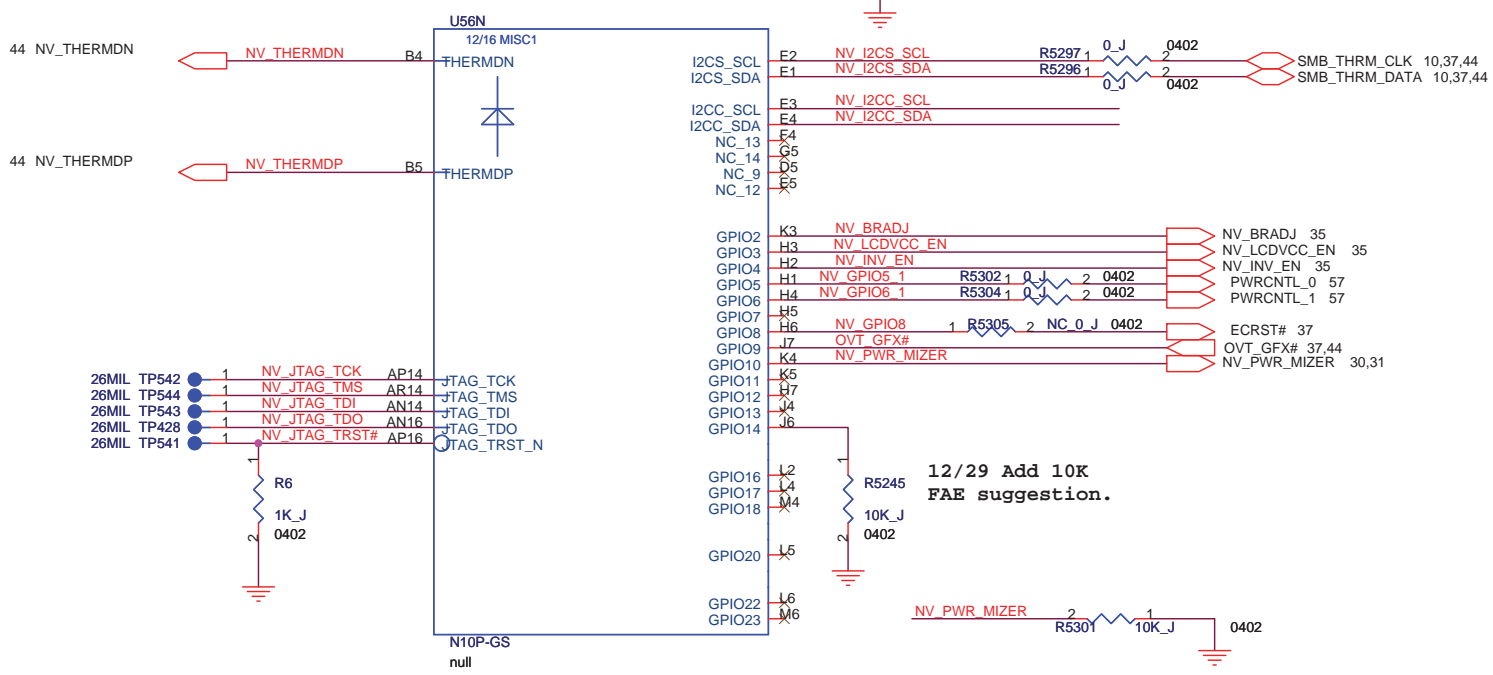 U56N
12/16 MISC1
44 NV_THERMDN
NV_THERMDN
B4
THERMDN
44 NV_THERMDP
NV_THERMDP
B5
THERMDP
I2CS_SCL E2 NV_I2CS_SCL R5297 1 0_J 2 0402 SMB_THRM_CLK 10,37,44
I2CS_SDA E1 NV_I2CS_SDA R5296 1 0_J 2 0402 SMB_THRM_DATA 10,37,44
I2CC_SCL E3 NV_I2CC_SCL
I2CC_SDA E4 NV_I2CC_SDA
NC_13 F4
NC_14 G5
NC_9 D5
NC_12 E5
GPIO2 K3 NV_BRADJ NV_BRADJ 35
GPIO3 H3 NV_LCDVCC_EN NV_LCDVCC_EN 35
GPIO4 H2 NV_INV_EN NV_INV_EN 35
GPIO5 H1 NV_GPIO5_1 R5302 1 0_J 2 0402 PWRCNTL_0 57
GPIO6 H4 NV_GPIO6_1 R5304 1 0_J 2 0402 PWRCNTL_1 57
GPIO7 H5
GPIO8 H6 NV_GPIO8 1 R5305 2 NC_0_J 0402 ECRST# 37
GPIO9 J7 OVT_GFX# OVT_GFX# 37,44
GPIO10 K4 NV_PWR_MIZER NV_PWR_MIZER 30,31
GPIO11 K5
GPIO12 H7
GPIO13 J4
GPIO14 J6
26MIL TP542 1 NV_JTAG_TCK AP14 JTAG_TCK
26MIL TP544 1 NV_JTAG_TMS AR14 JTAG_TMS
26MIL TP543 1 NV_JTAG_TDI AN14 JTAG_TDI
26MIL TP428 1 NV_JTAG_TDO AN16 JTAG_TDO
26MIL TP541 1 NV_JTAG_TRST# AP16 JTAG_TRST_N
1
R6
1K_J
2
0402
GPIO16 L2
GPIO17 L4
GPIO18 M4
GPIO20 L5
GPIO22 L6
GPIO23 M6
1
R5245
10K_J
2
0402
12/29 Add 10K
FAE suggestion.
NV_PWR_MIZER 2 R5301 1 10K_J 0402
N10P-GS
null